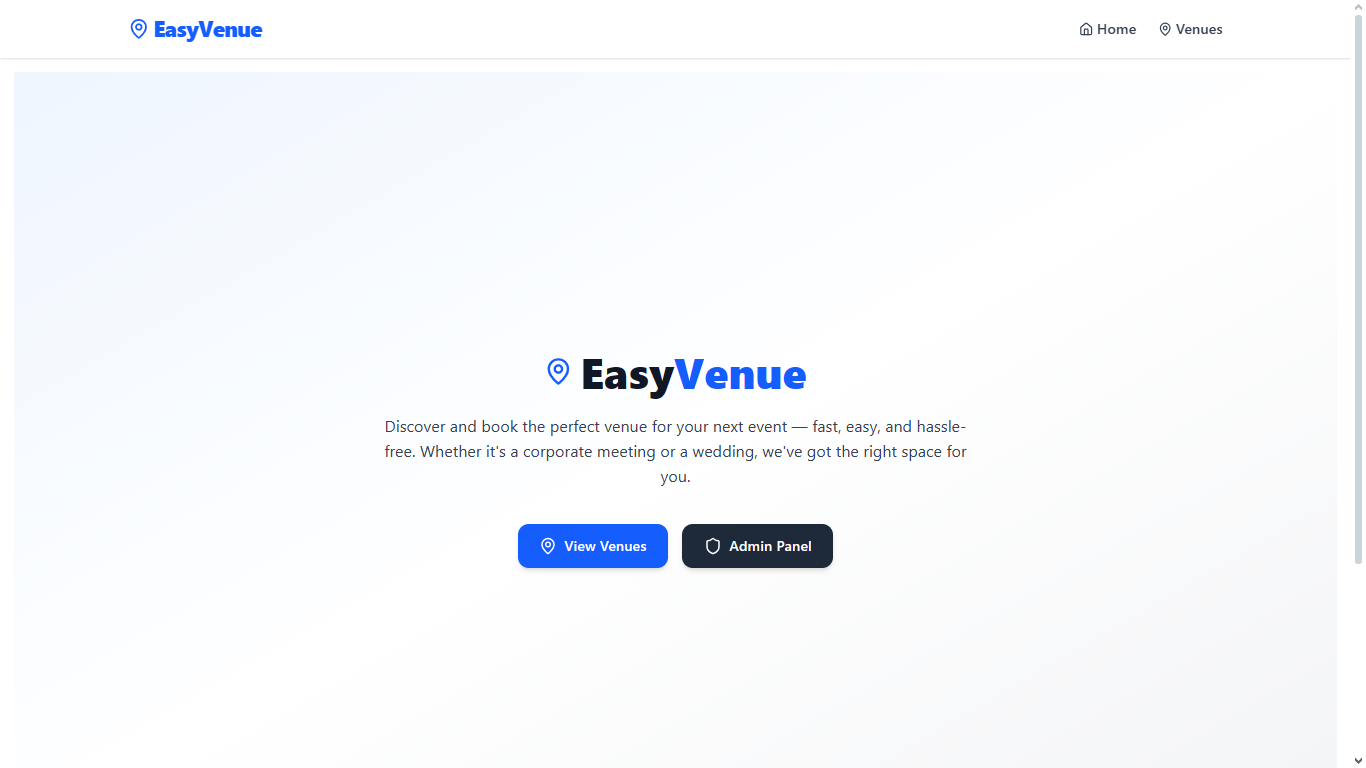 EasyVenue
Home
Venues
EasyVenue
Discover and book the perfect venue for your next event — fast, easy, and hassle-
free. Whether it's a corporate meeting or a wedding, we've got the right space for
you.
View Venues
Admin Panel